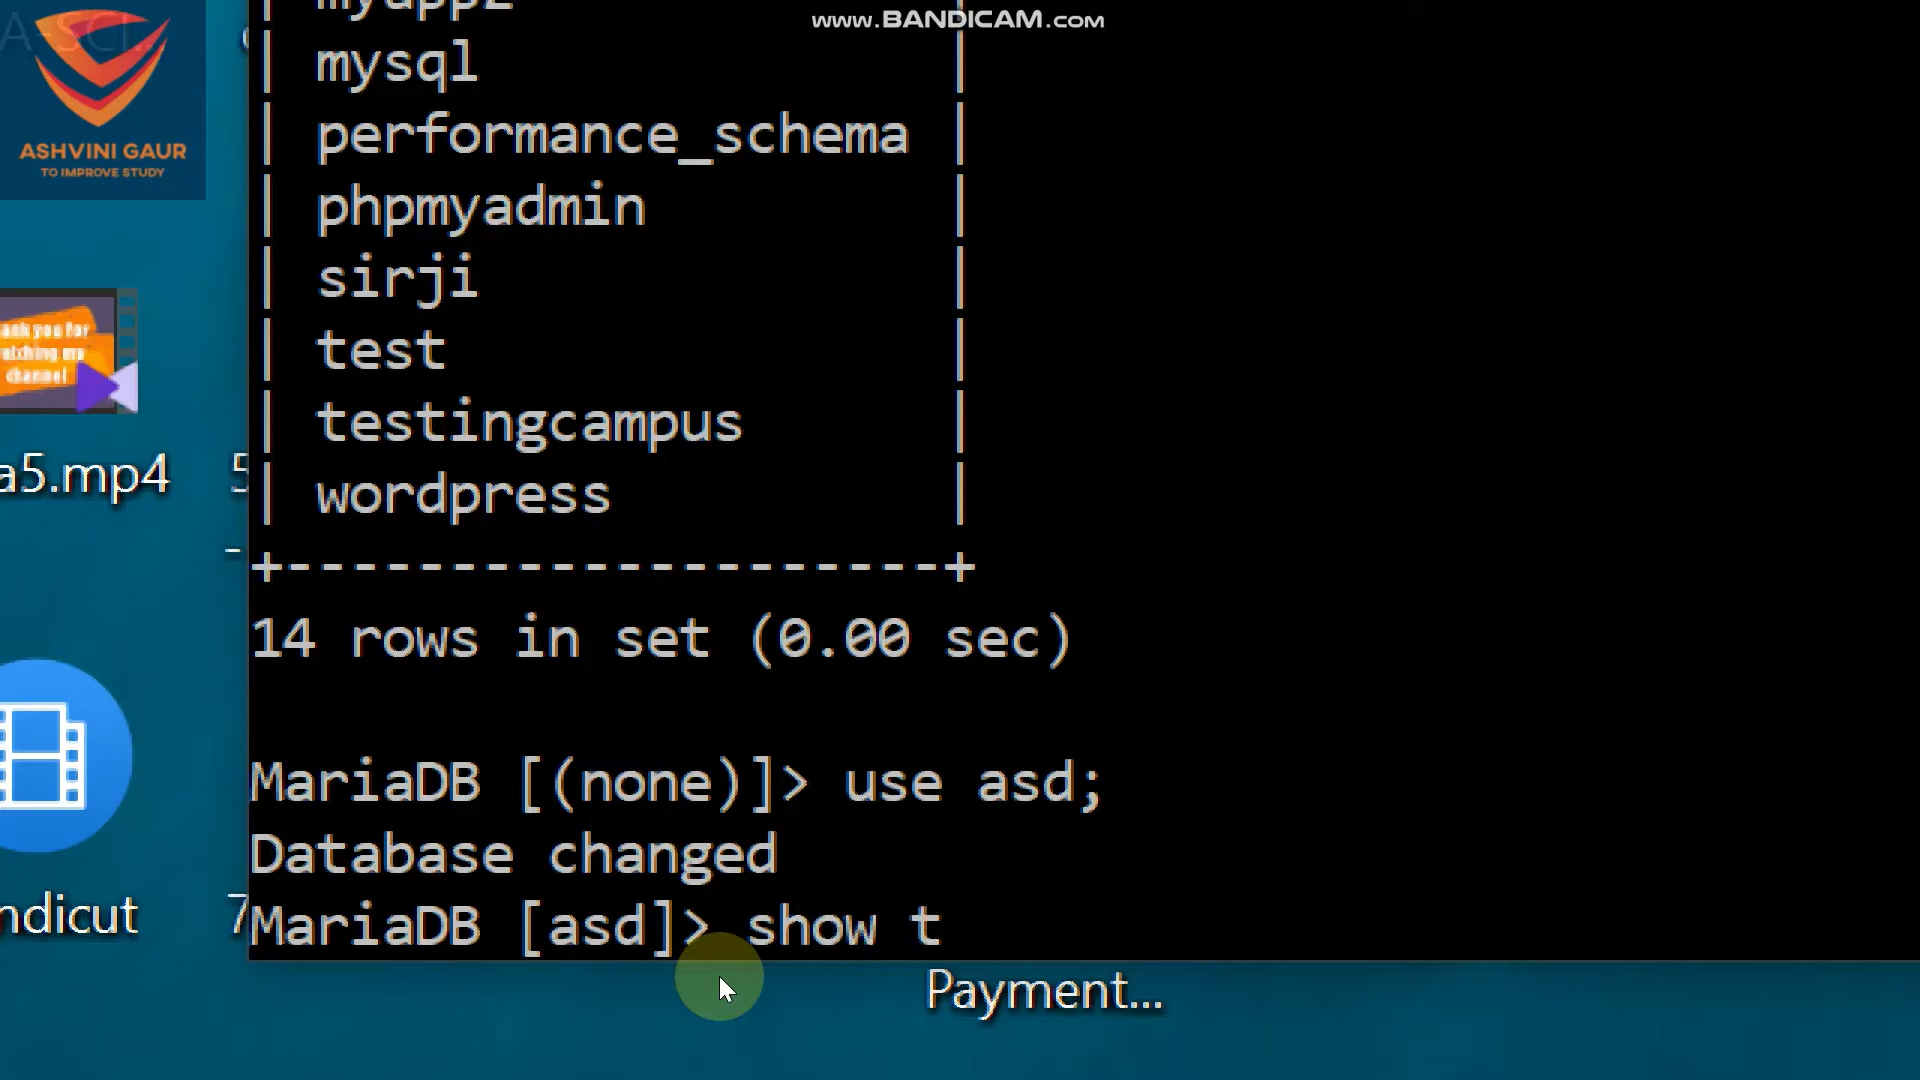 www.BANDICAM.com
ASHVINI GAUR
TO IMPROVE STUDY
| mysql |
| performance_schema |
| phpmyadmin |
| sirji |
| test |
| testingcampus |
| wordpress |
+----------------------+
14 rows in set (0.00 sec)
MariaDB [(none)]> use asd;
Database changed
MariaDB [asd]> show t
a5.mp4
ndicut
Payment...